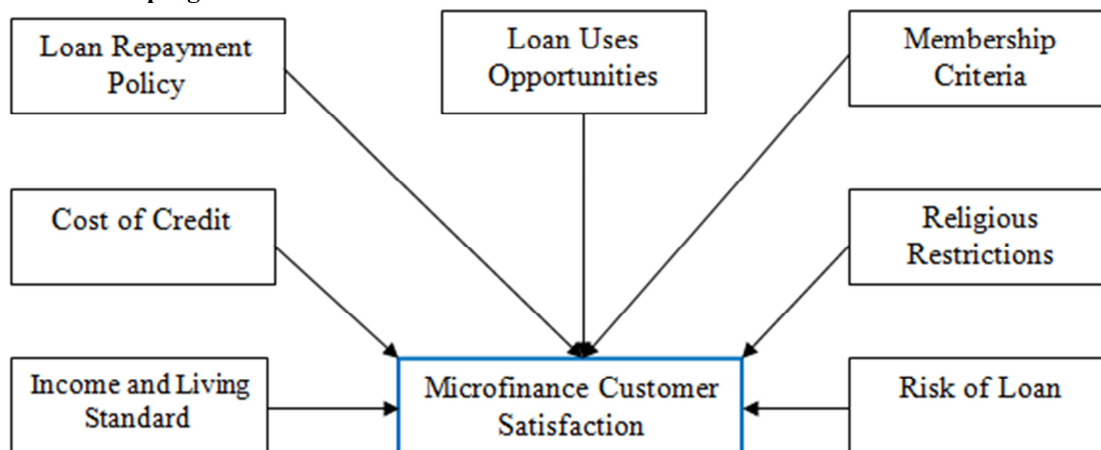 Loan Repayment
Policy
Loan Uses
Opportunities
Membership
Criteria
Cost of Credit
Religious
Restrictions
Income and Living
Standard
Microfinance Customer
Satisfaction
Risk of Loan